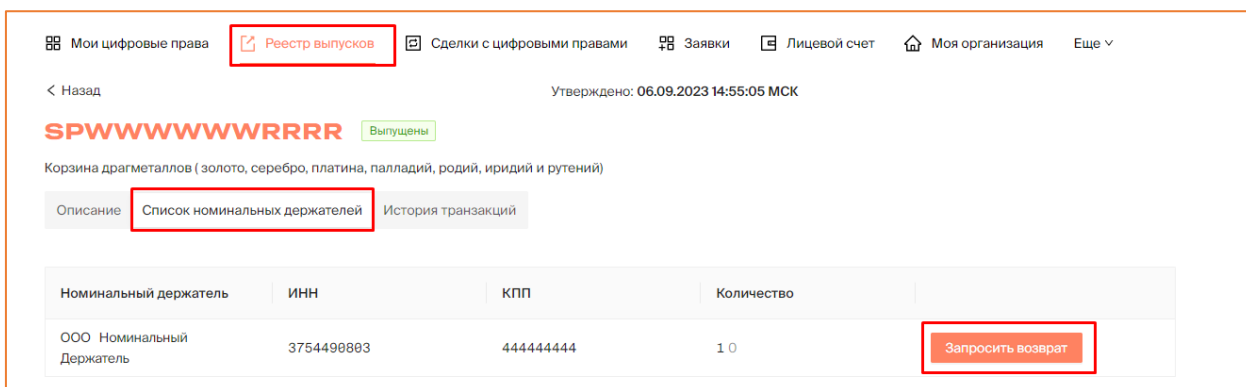 Мои цифровые права Реестр выпусков Сделки с цифровыми правами Заявки Лицевой счет Моя организация Еще
Назад Утверждено: 06.09.2023 14:55:05 МСК
SPWWWWWWRRRR Выпущены
Корзина драгметаллов ( золото, серебро, платина, палладий, родий, иридий и рутений)
Описание Список номинальных держателей История транзакций
Номинальный держатель ИНН КПП Количество
ООО Номинальный
Держатель 3754490803 444444444 1 0 Запросить возврат